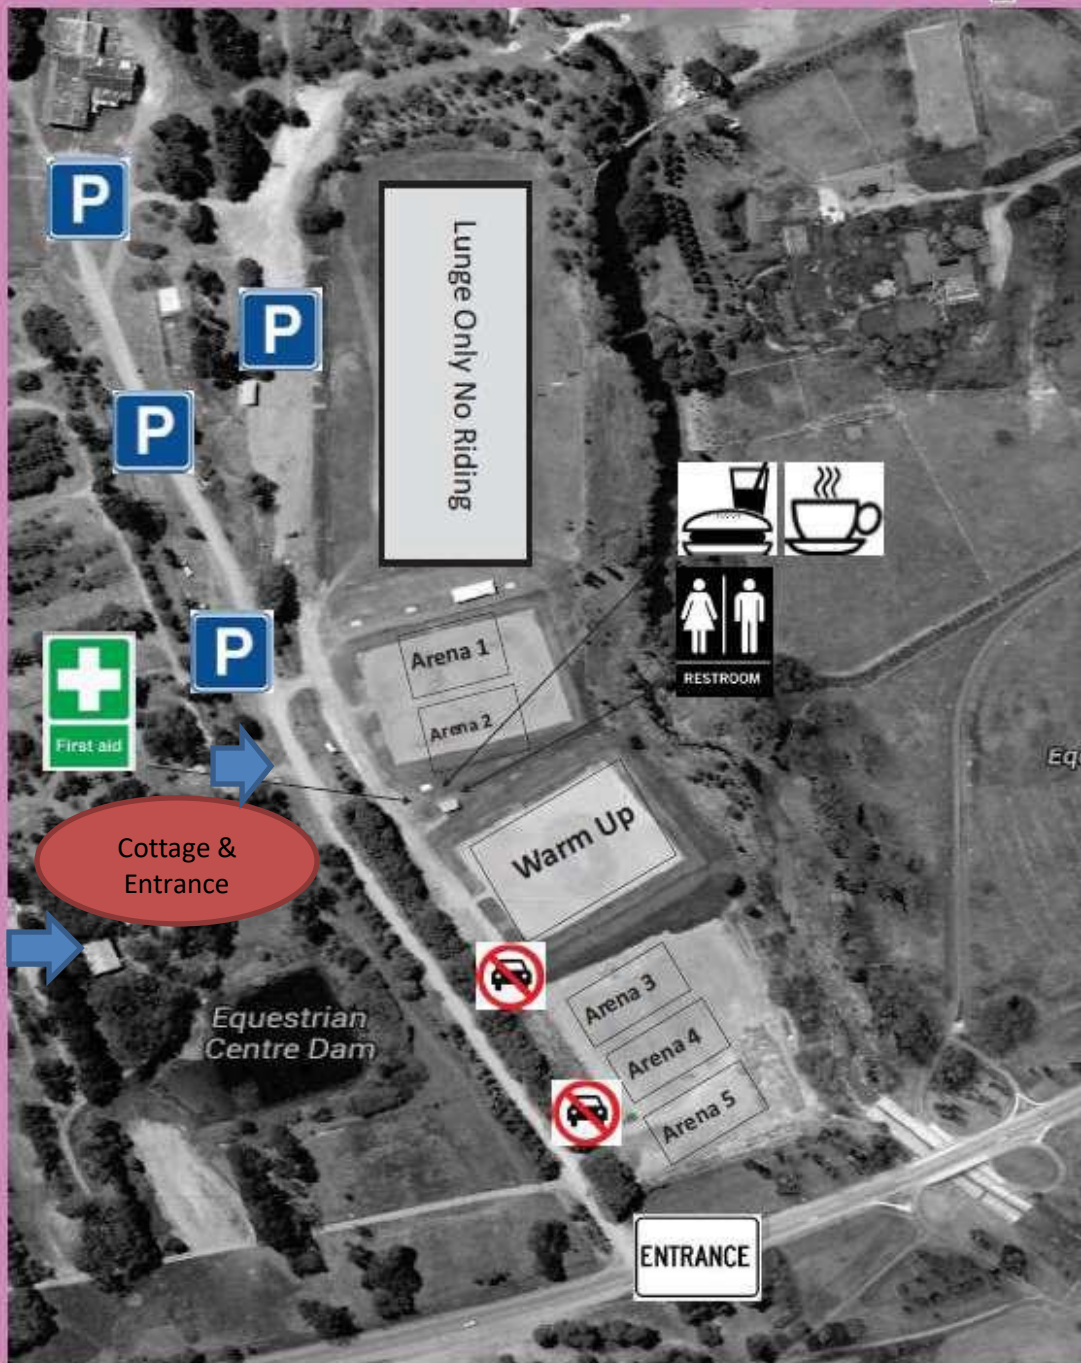 P
P
Lunge Only No Riding
P
P
Arena 1
Arena 2
RESTROOM
First aid
Cottage &
Entrance
Warm Up
Equestrian
Centre Dam
Arena 3
Arena 4
Arena 5
ENTRANCE